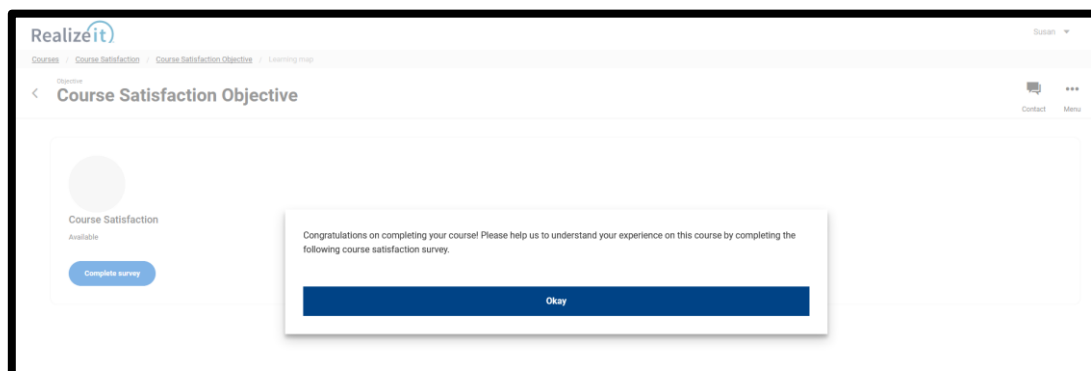 Realizeit
Susan
Courses / Course Satisfaction / Course Satisfaction Objective / Learning map
Objective
Course Satisfaction Objective
Contact
Menu
Course Satisfaction
Available
Complete survey
Congratulations on completing your course! Please help us to understand your experience on this course by completing the
following course satisfaction survey.
Okay